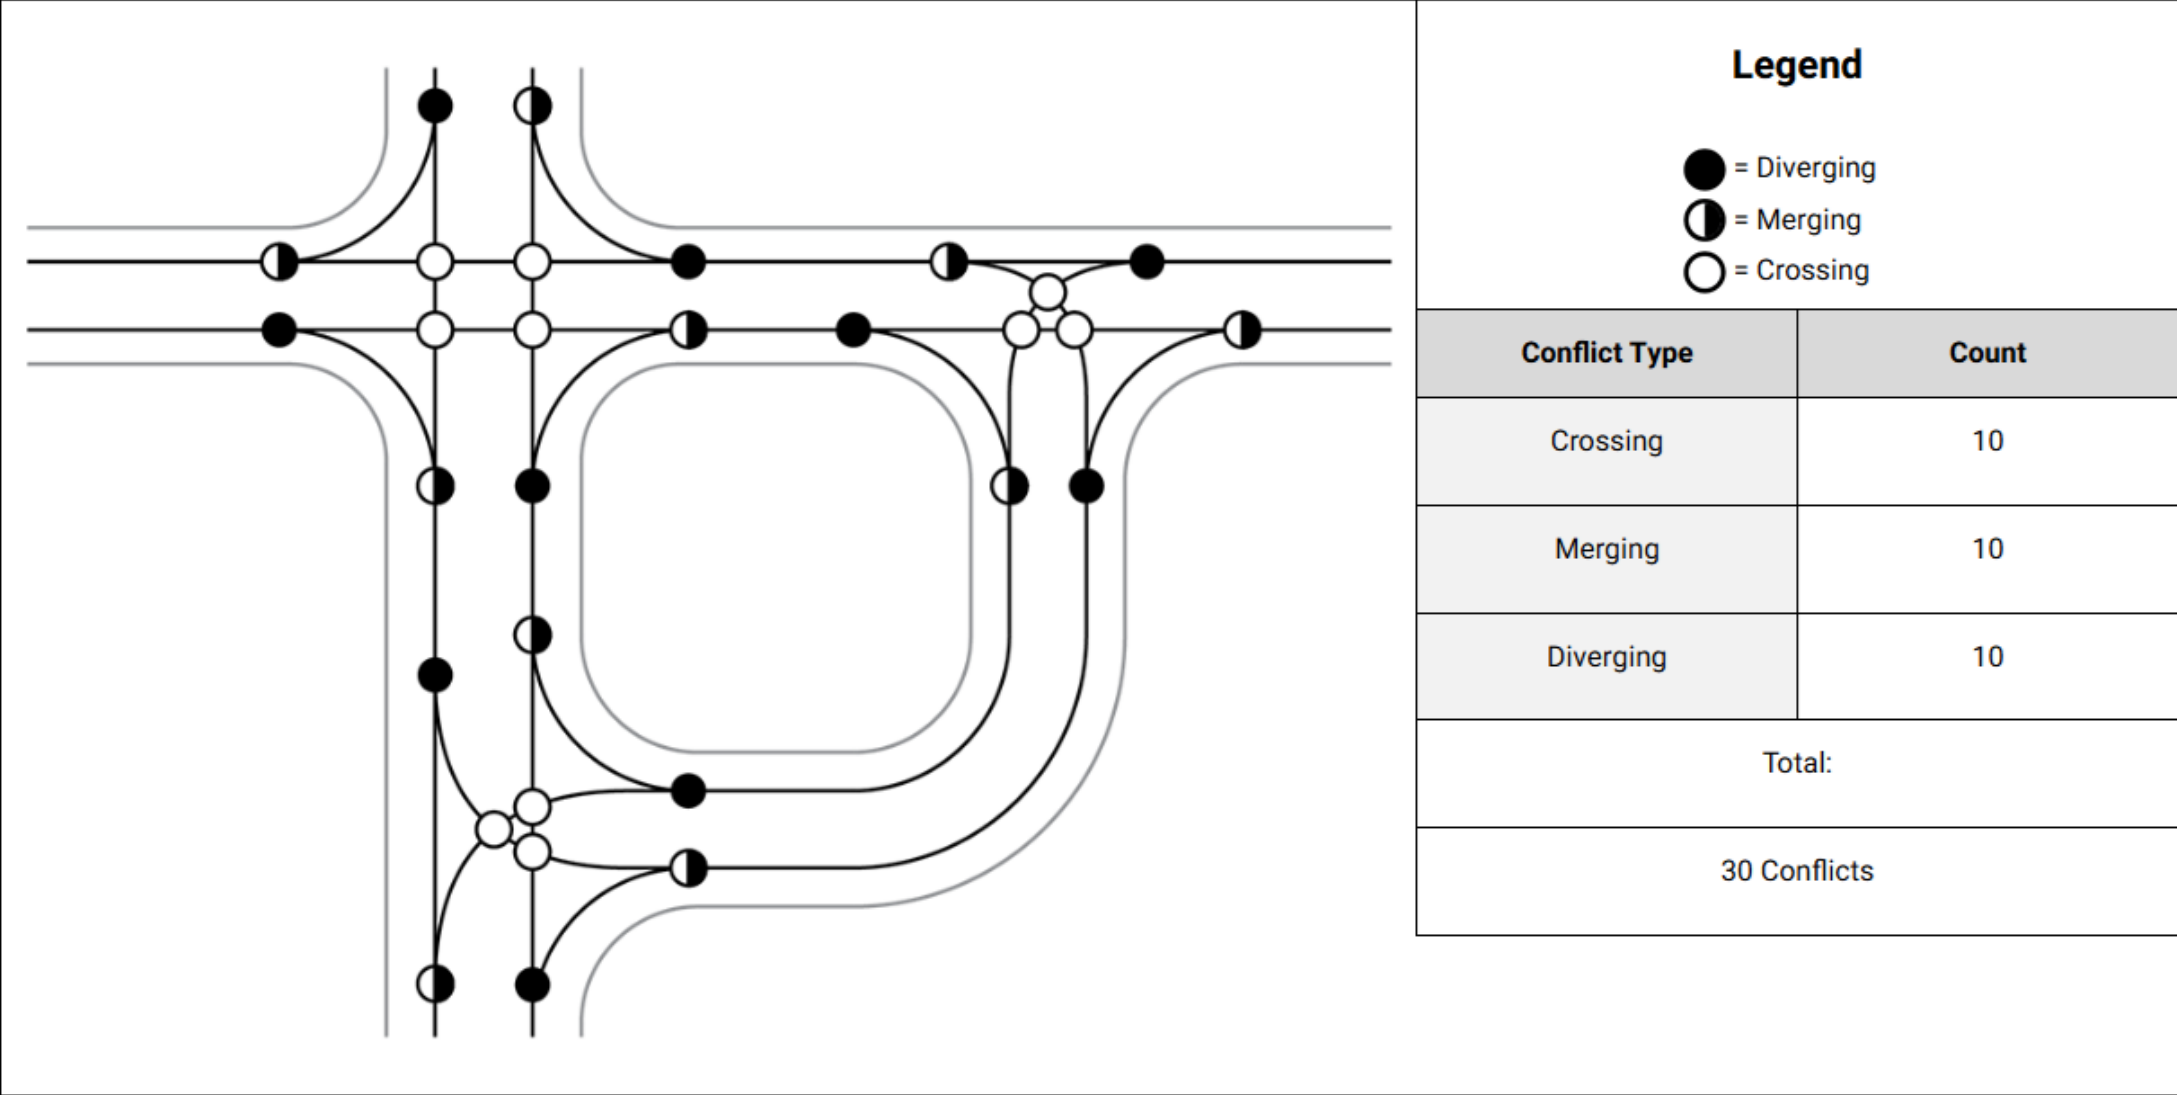 Legend
= Diverging
= Merging
= Crossing
Conflict Type Count
Crossing 10
Merging 10
Diverging 10
Total:
30 Conflicts